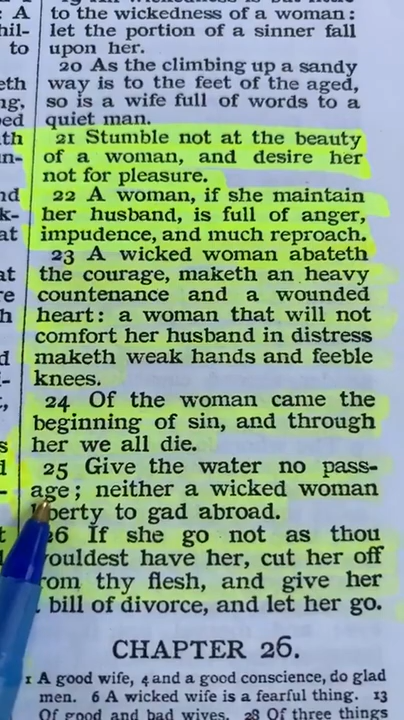 to the wickedness of a woman:
let the portion of a sinner fall
upon her.
20 As the climbing up a sandy
way is to the feet of the aged,
so is a wife full of words to a
quiet man.
21 Stumble not at the beauty
of a woman, and desire her
not for pleasure.
22 A woman, if she maintain
her husband, is full of anger,
impudence, and much reproach.
23 A wicked woman abateth
the courage, maketh an heavy
countenance and a wounded
heart: a woman that will not
comfort her husband in distress
maketh weak hands and feeble
knees.
24 Of the woman came the
beginning of sin, and through
her we all die.
25 Give the water no pass-
age; neither a wicked woman
berty to gad abroad.
26 If she go not as thou
ouldest have her, cut her off
rom thy flesh, and give her
bill of divorce, and let her go.
CHAPTER 26.
1 A good wife, 4 and a good conscience, do glad
men. 6 A wicked wife is a fearful thing. 13
Of good and bad wives. 28 Of three things